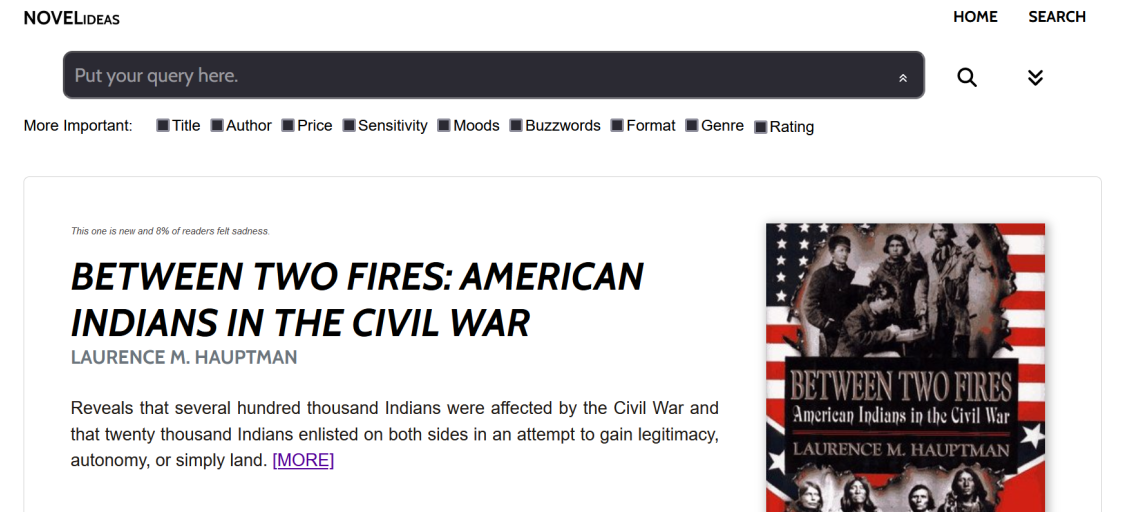 NOVELIDEAS
HOME SEARCH
Put your query here.
More Important: Title Author Price Sensitivity Moods Buzzwords Format Genre Rating
This one is new and 8% of readers felt sadness.
BETWEEN TWO FIRES: AMERICAN
INDIANS IN THE CIVIL WAR
LAURENCE M. HAUPTMAN
Reveals that several hundred thousand Indians were affected by the Civil War and
that twenty thousand Indians enlisted on both sides in an attempt to gain legitimacy,
autonomy, or simply land. [MORE]
BETWEEN TWO FIRES
American Indians in the Civil War
LAURENCE M. HAUPTMAN